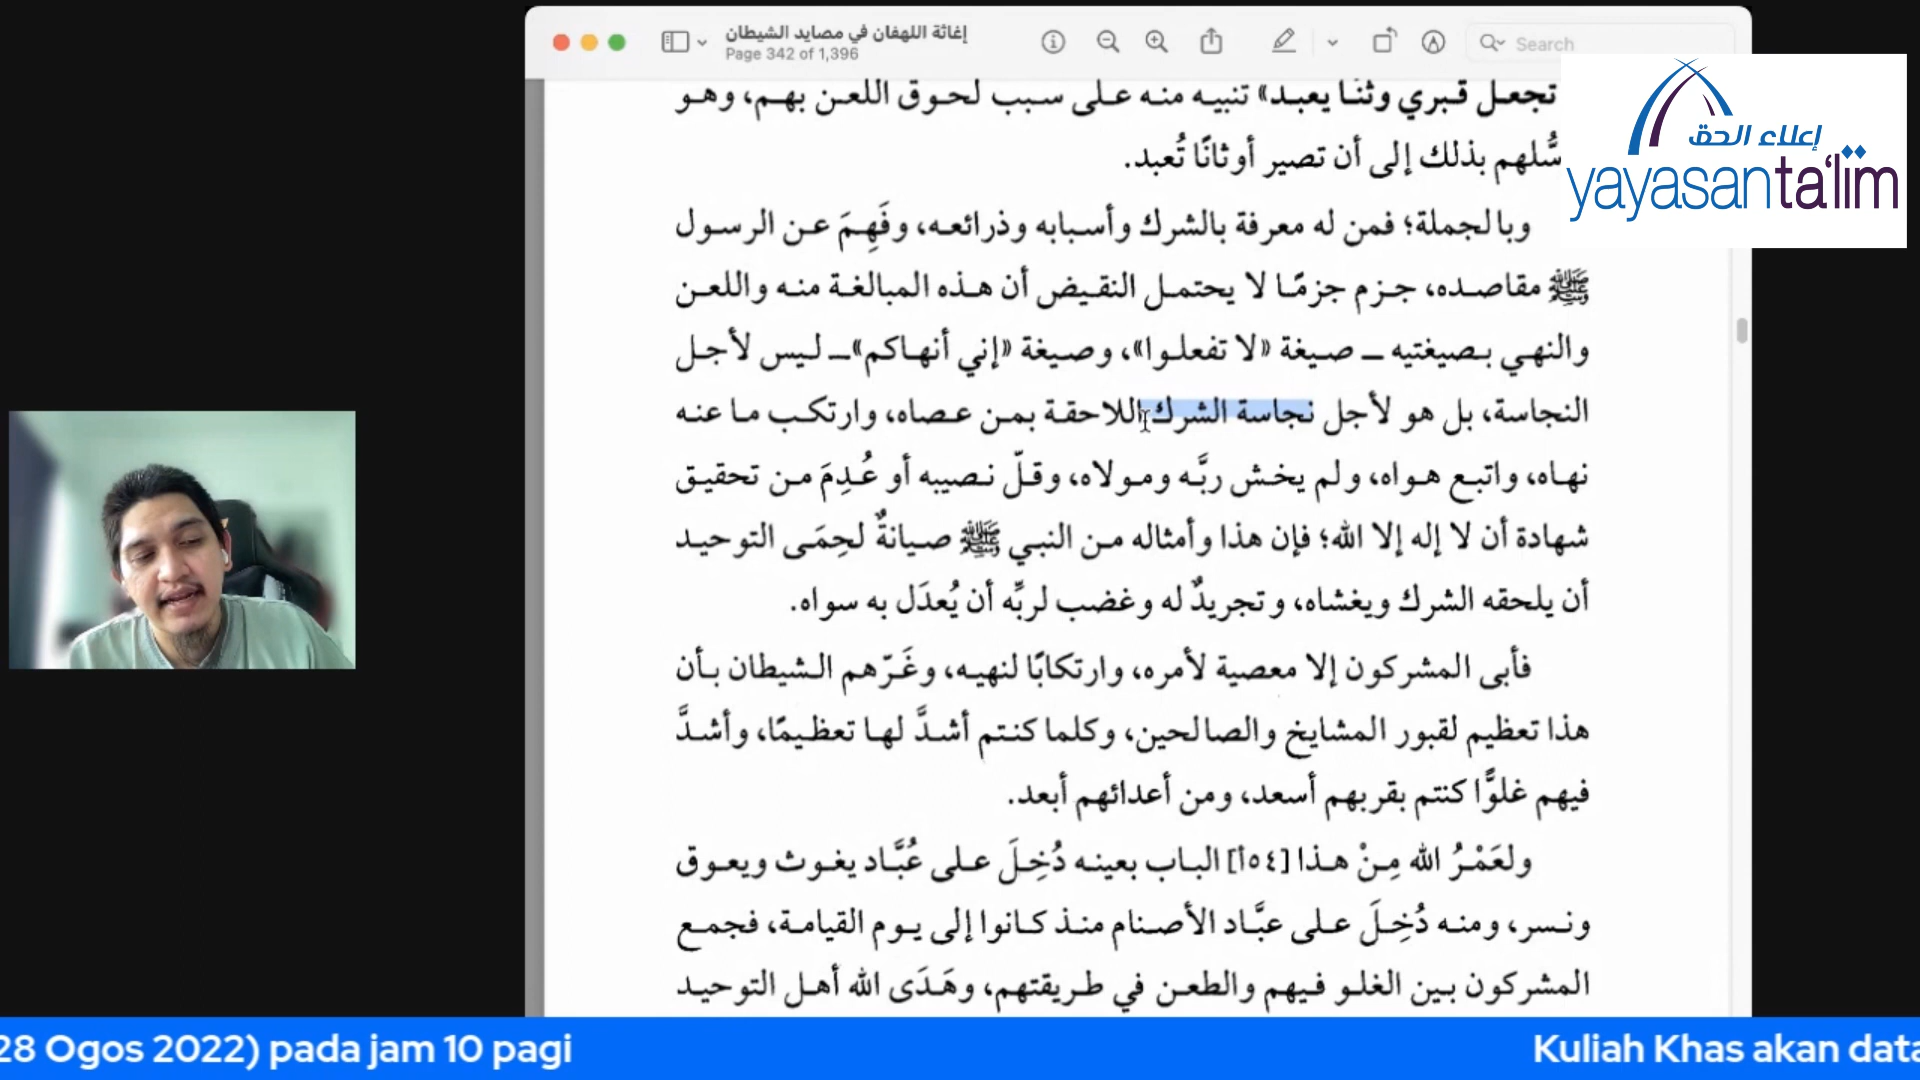 إغاثة اللهفان في مصايد الشيطان
Page 342 of 1,396
Search
إعلاء الحق
yayasanta'lim
تجعل قبري وثنًا يعبد» تنبيه منه على سبب لحوق اللعن بهم، وهو
سُّلهم بذلك إلى أن تصير أوثانًا تُعبد.
وبالجملة؛ فمن له معرفة بالشرك وأسبابه وذرائعه، وفَهِمَ عن الرسول
ﷺ مقاصده، جزم جزمًا لا يحتمل النقيض أن هذه المبالغة منه واللعن
والنهي بصيغتيه ــ صيغة «لا تفعلوا»، وصيغة «إني أنهاكم»ــ ليس لأجل
النجاسة، بل هو لأجل نجاسة الشرك اللاحقة بمن عصاه، وارتكب ما عنه
نهاه، واتبع هواه، ولم يخش ربَّه ومولاه، وقلّ نصيبه أو عُدِمَ من تحقيق
شهادة أن لا إله إلا الله؛ فإن هذا وأمثاله من النبي ﷺ صيانةٌ لحِمَى التوحيد
أن يلحقه الشرك ويغشاه، وتجريدٌ له وغضب لربِّه أن يُعدَل به سواه.
فأبى المشركون إلا معصية لأمره، وارتكابًا لنهيه، وغَرّهم الشيطان بأن
هذا تعظيم لقبور المشايخ والصالحين، وكلما كنتم أشدَّ لها تعظيمًا، وأشدَّ
فيهم غلوًّا كنتم بقربهم أسعد، ومن أعدائهم أبعد.
ولعَمْرُ الله مِنْ هذا [٥٤أ] الباب بعينه دُخِلَ على عُبَّاد يغوث ويعوق
ونسر، ومنه دُخِلَ على عبَّاد الأصنام منذ كانوا إلى يوم القيامة، فجمع
المشركون بين الغلو فيهم والطعن في طريقتهم، وهَدَى الله أهل التوحيد
28 Ogos 2022) pada jam 10 pagi
Kuliah Khas akan data